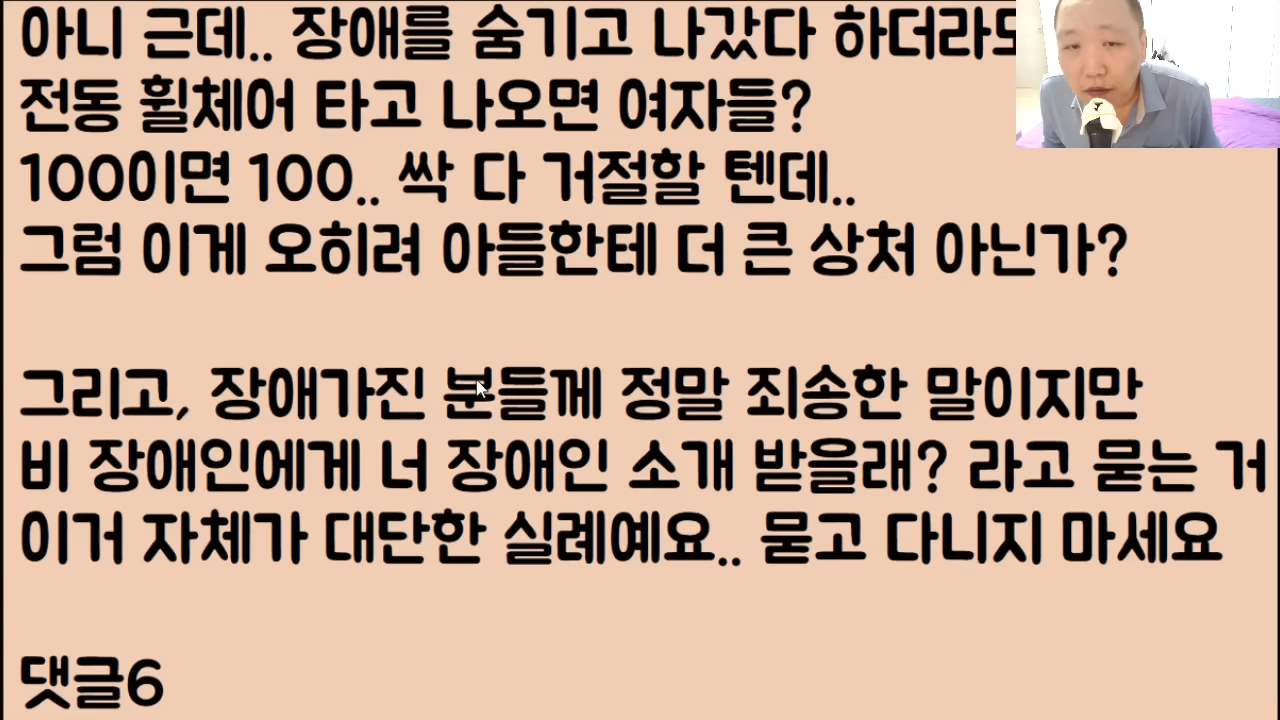 아니 근데.. 장애를 숨기고 나갔다 하더라도
전동 휠체어 타고 나오면 여자들?
100이면 100.. 싹 다 거절할 텐데..
그럼 이게 오히려 아들한테 더 큰 상처 아닌가?
그리고, 장애가진 분들께 정말 죄송한 말이지만
비 장애인에게 너 장애인 소개 받을래? 라고 묻는 거
이거 자체가 대단한 실례예요.. 묻고 다니지 마세요
댓글6